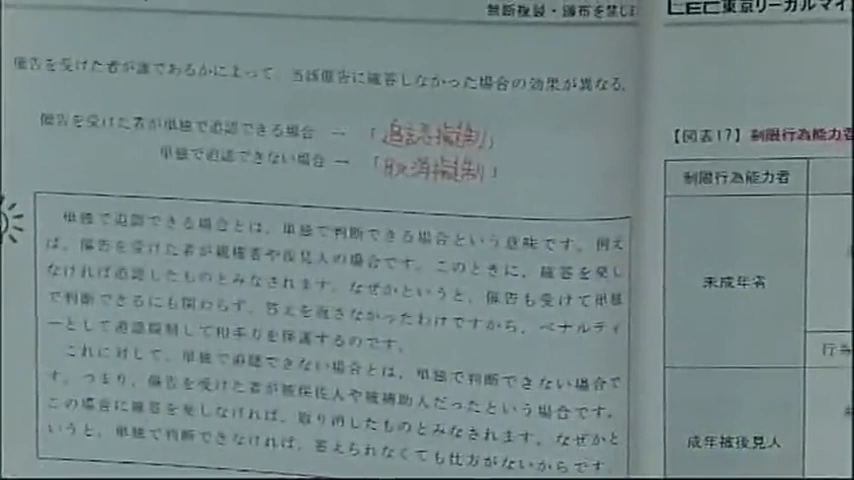 無断複製・頒布を禁じま
LEC東京リーガルマイン
催告を受けた者が誰であるかによって、当該催告に確答しなかった場合の効果が異なる。
催告を受けた者が単独で追認できる場合 → 「追認擬制」
単独で追認できない場合 → 「取消擬制」
単独で追認できる場合とは、単独で判断できる場合という意味です。例え
ば、催告を受けた者が親権者や後見人の場合です。このときに、確答を発し
なければ追認したものとみなされます。なぜかというと、催告を受けて単独
で判断できるにも関わらず、答えを返さなかったわけですから、ペナルティ
ーとして追認擬制して相手方を保護するのです。
これに対して、単独で追認できない場合とは、単独で判断できない場合で
す。つまり、催告を受けた者が被保佐人や被補助人だったという場合です。
この場合に確答を発しなければ、取り消したものとみなされます。なぜかと
いうと、単独で判断できなければ、答えられなくても仕方がないからです
【図表17】制限行為能力者
制限行為能力者
未成年者
行為
成年被後見人